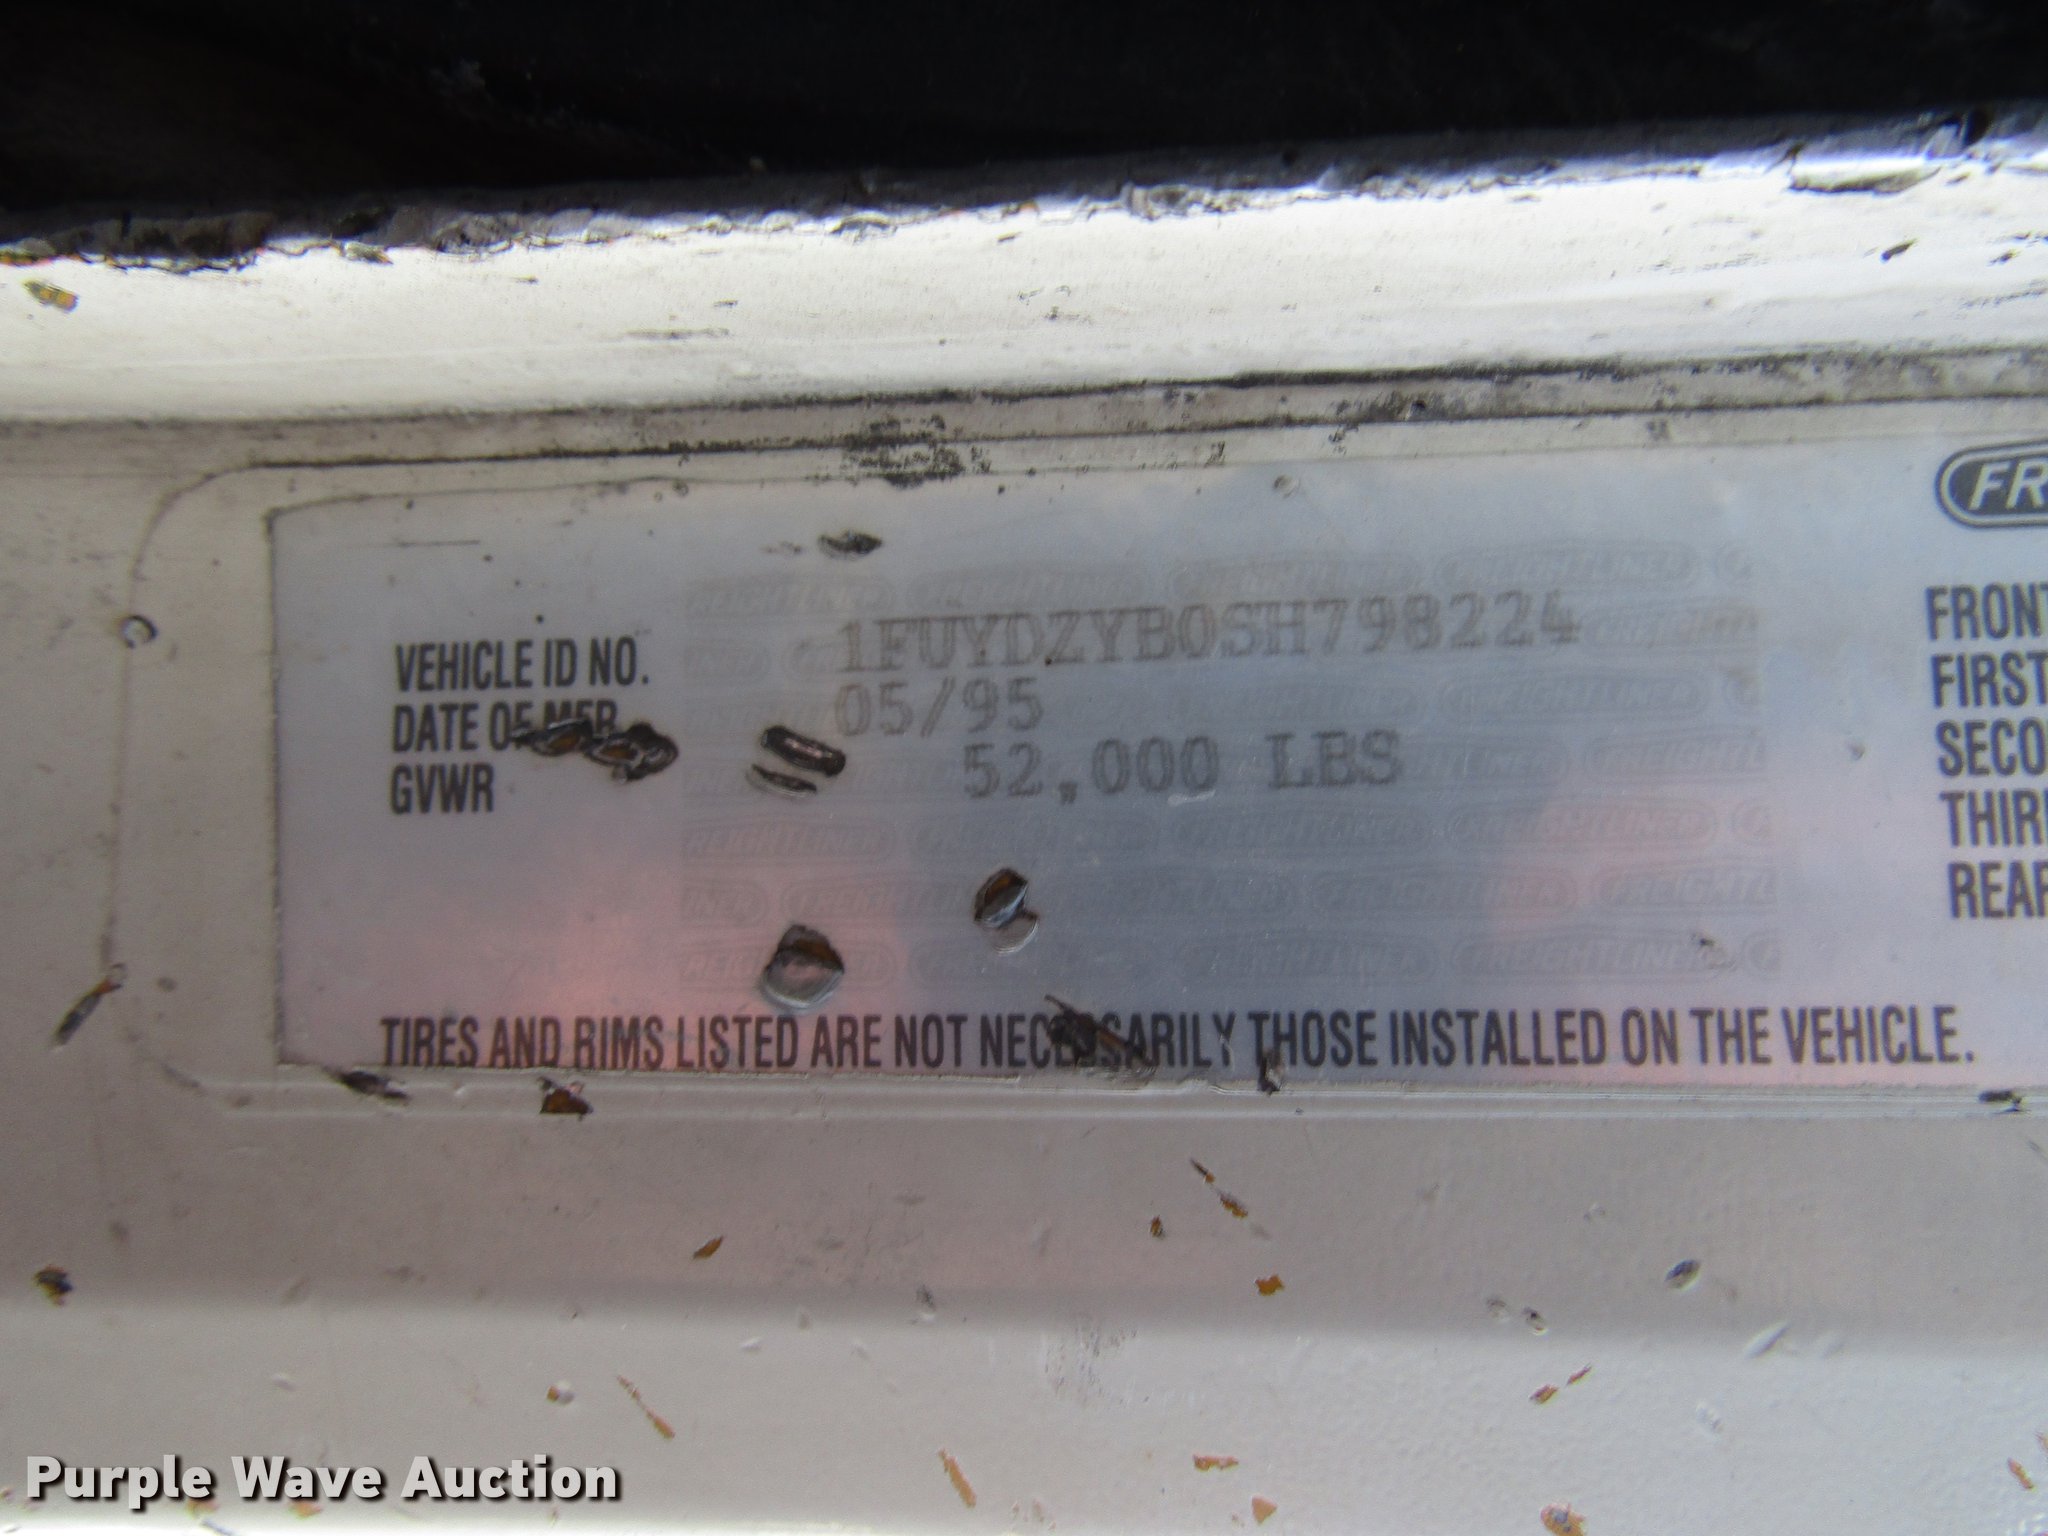 FR
VEHICLE ID NO. 1FUYDZYB0SH798224
DATE OF MFR 05/95
GVWR 52,000 LBS
FRONT
FIRST
SECO
THIR
REAR
TIRES AND RIMS LISTED ARE NOT NECESSARILY THOSE INSTALLED ON THE VEHICLE.
Purple Wave Auction